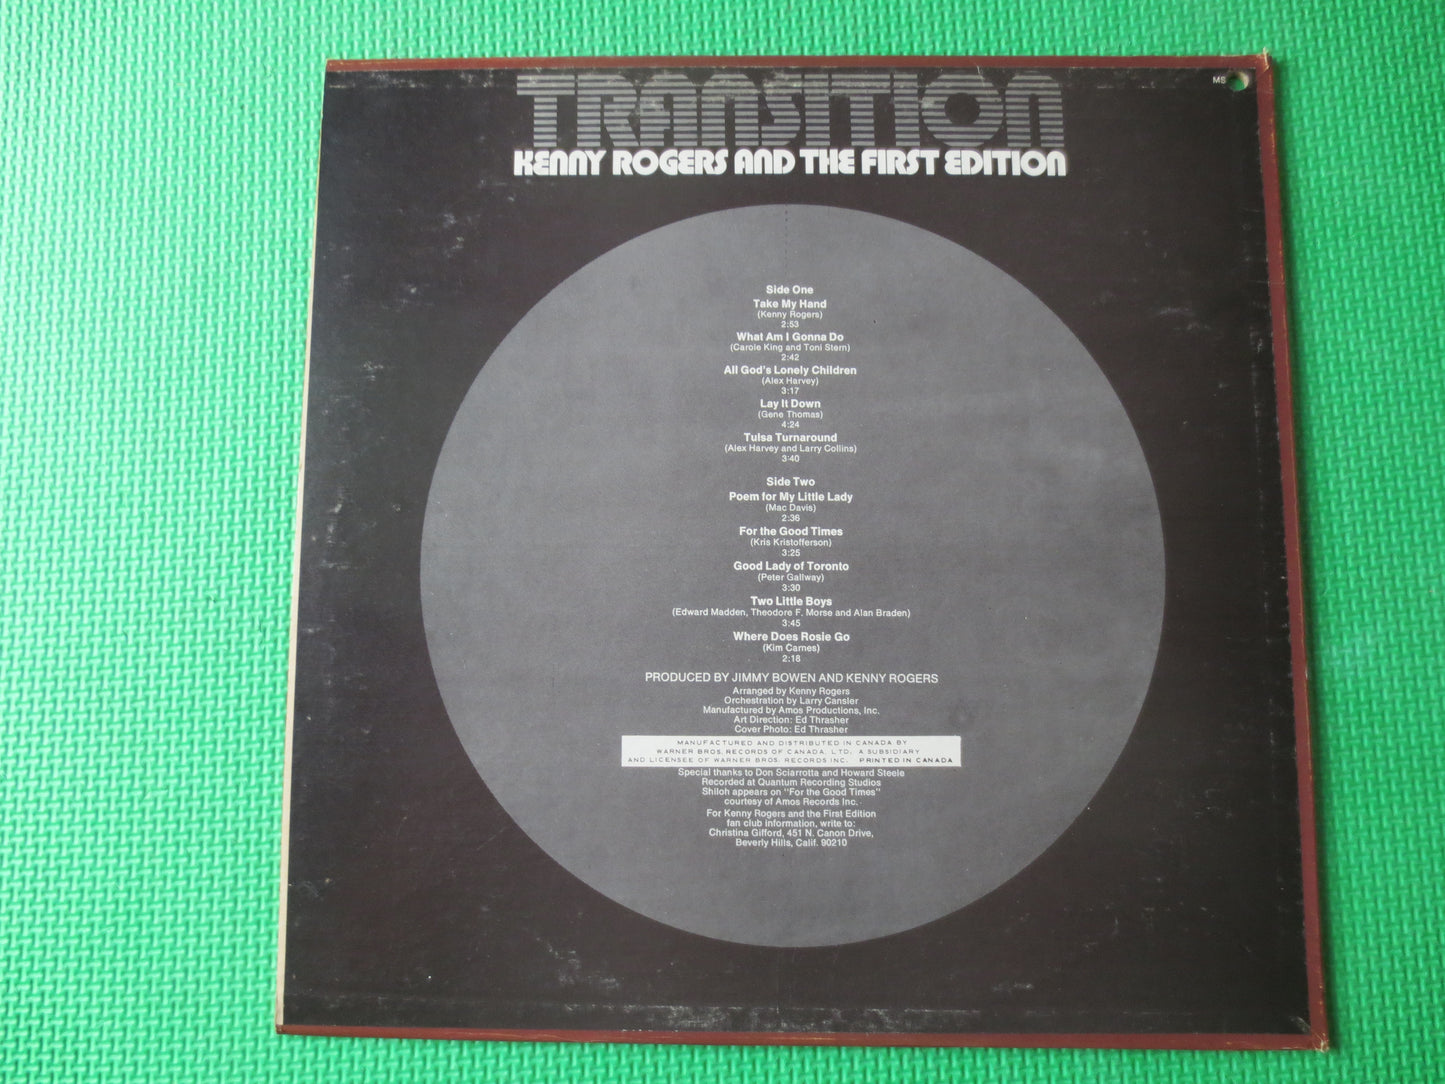 TRANSITION
MS
KENNY ROGERS AND THE FIRST EDITION
Side One
Take My Hand
(Kenny Rogers)
2:53
What Am I Gonna Do
(Carole King and Toni Stern)
2:42
All God's Lonely Children
(Alex Harvey)
3:17
Lay It Down
(Gene Thomas)
4:24
Tulsa Turnaround
(Alex Harvey and Larry Collins)
3:40
Side Two
Poem for My Little Lady
(Mac Davis)
2:36
For the Good Times
(Kris Kristofferson)
3:25
Good Lady of Toronto
(Peter Gallway)
3:30
Two Little Boys
(Edward Madden, Theodore F. Morse and Alan Braden)
3:45
Where Does Rosie Go
(Kim Carnes)
2:18
PRODUCED BY JIMMY BOWEN AND KENNY ROGERS
Arranged by Kenny Rogers
Orchestration by Larry Cansler
Manufactured by Amos Productions, Inc.
Art Direction: Ed Thrasher
Cover Photo: Ed Thrasher
MANUFACTURED AND DISTRIBUTED IN CANADA BY
WARNER BROS. RECORDS OF CANADA, LTD. A SUBSIDIARY
AND LICENSEE OF WARNER BROS. RECORDS INC. PRINTED IN CANADA
Special thanks to Don Sciarrotta and Howard Steele
Recorded at Quantum Recording Studios
Shiloh appears on "For the Good Times"
courtesy of Amos Records Inc.
For Kenny Rogers and the First Edition
fan club information, write to:
Christina Gifford, 451 N. Canon Drive,
Beverly Hills, Calif. 90210